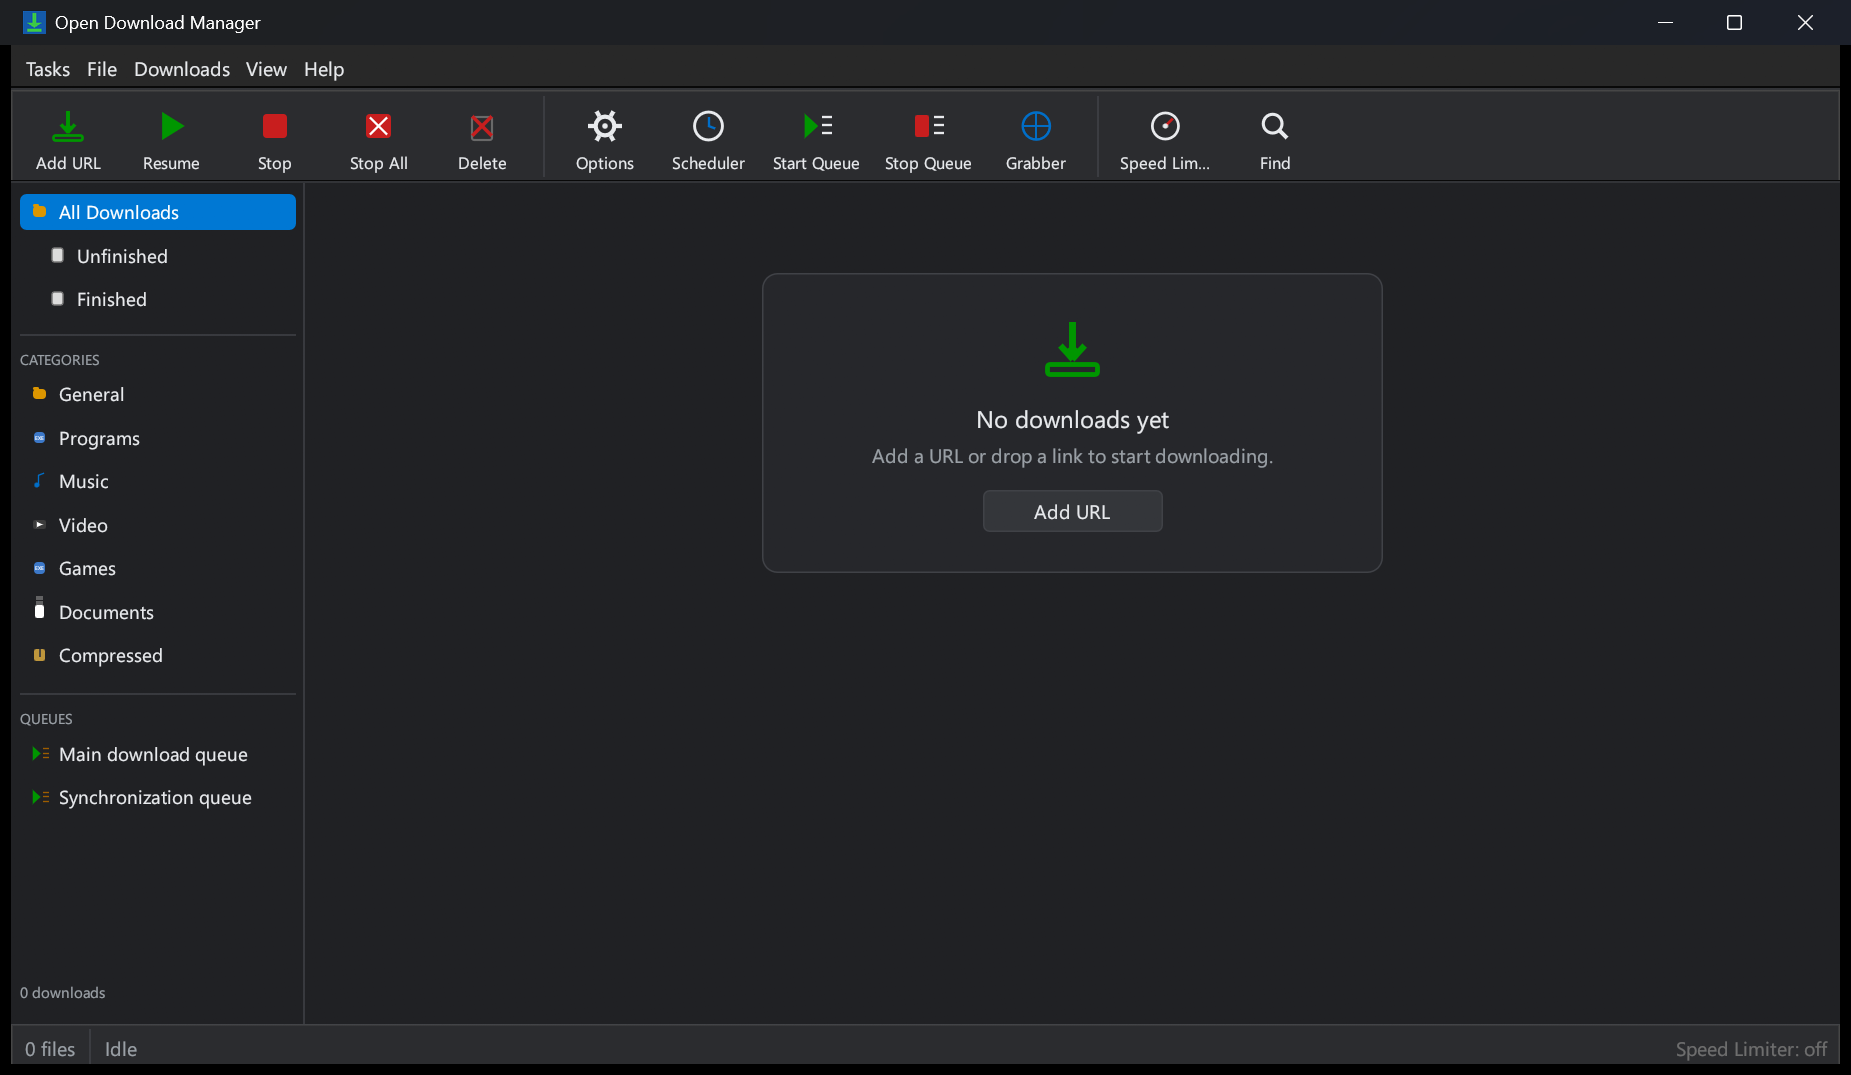 Open Download Manager
Tasks File Downloads View Help
Add URL Resume Stop Stop All Delete Options Scheduler Start Queue Stop Queue Grabber Speed Lim... Find
All Downloads
Unfinished
Finished
CATEGORIES
General
Programs
Music
Video
Games
Documents
Compressed
QUEUES
Main download queue
Synchronization queue
0 downloads
No downloads yet
Add a URL or drop a link to start downloading.
Add URL
0 files Idle Speed Limiter: off